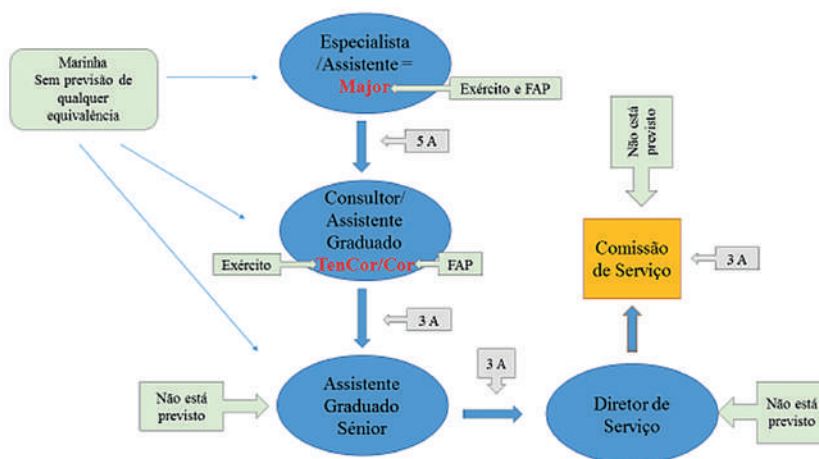 Marinha
Sem previsão de
qualquer
equivalência
Especialista
/Assistente =
Major
Exército e FAP
5 A
Consultor/
Assistente
Graduado
TenCor/Cor
Exército
FAP
3 A
Não está
previsto
Assistente
Graduado
Sénior
3 A
Diretor de
Serviço
Não está
previsto
Comissão
de Serviço
3 A
Não está
previsto